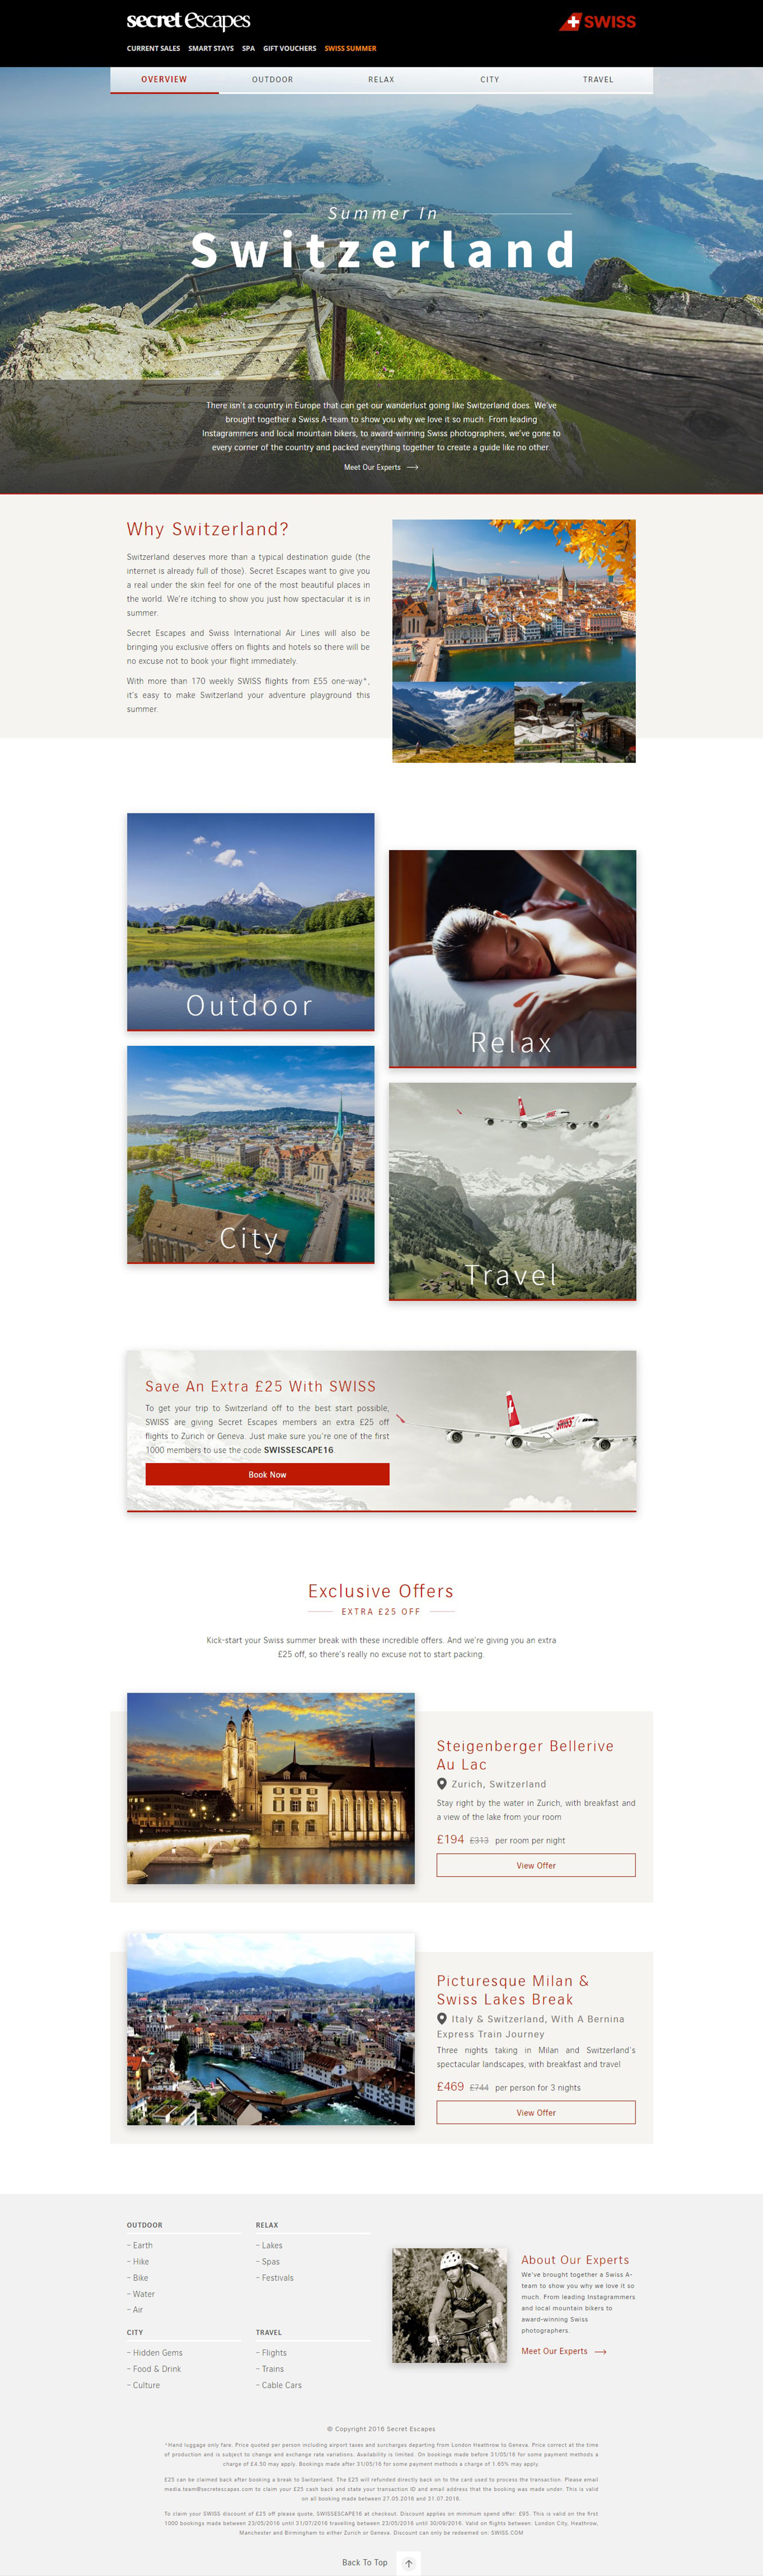 secret Escapes
SWISS
CURRENT SALES SMART STAYS SPA GIFT VOUCHERS SWISS SUMMER
OVERVIEW OUTDOOR RELAX CITY TRAVEL
Summer In
Switzerland
There isn't a country in Europe that can get our wanderlust going like Switzerland does. We've
brought together a Swiss A-team to show you why we love it so much. From leading
Instagrammers and local mountain bikers, to award-winning Swiss photographers, we've gone to
every corner of the country and packed everything together to create a guide like no other.
Meet Our Experts
Why Switzerland?
Switzerland deserves more than a typical destination guide (the
internet is already full of those). Secret Escapes want to give you
a real under the skin feel for one of the most beautiful places in
the world. We're itching to show you just how spectacular it is in
summer.
Secret Escapes and Swiss International Air Lines will also be
bringing you exclusive offers on flights and hotels so there will be
no excuse not to book your flight immediately.
With more than 170 weekly SWISS flights from £55 one-way*,
it's easy to make Switzerland your adventure playground this
summer.
Outdoor
Relax
City
Travel
Save An Extra £25 With SWISS
To get your trip to Switzerland off to the best start possible,
SWISS are giving Secret Escapes members an extra £25 off
flights to Zurich or Geneva. Just make sure you're one of the first
1000 members to use the code SWISSESCAPE16.
Book Now
SWISS
Exclusive Offers
EXTRA £25 OFF
Kick-start your Swiss summer break with these incredible offers. And we're giving you an extra
£25 off, so there's really no excuse not to start packing.
Steigenberger Bellerive
Au Lac
Zurich, Switzerland
Stay right by the water in Zurich, with breakfast and
a view of the lake from your room
£194 £313 per room per night
View Offer
Picturesque Milan &
Swiss Lakes Break
Italy & Switzerland, With A Bernina
Express Train Journey
Three nights taking in Milan and Switzerland's
spectacular landscapes, with breakfast and travel
£469 £744 per person for 3 nights
View Offer
OUTDOOR
– Earth
– Hike
– Bike
– Water
– Air
RELAX
– Lakes
– Spas
– Festivals
CITY
– Hidden Gems
– Food & Drink
– Culture
TRAVEL
– Flights
– Trains
– Cable Cars
About Our Experts
We've brought together a Swiss A-
team to show you why we love it so
much. From leading Instagrammers
and local mountain bikers to
award-winning Swiss
photographers.
Meet Our Experts
© Copyright 2016 Secret Escapes
*Hand luggage only fare. Price quoted per person including airport taxes and surcharges departing from London Heathrow to Geneva. Price correct at the time
of production and is subject to change and exchange rate variations. Availability is limited. On bookings made before 31/05/16 for some payment methods a
charge of £4.50 may apply. Bookings made after 31/05/16 for some payment methods a charge of 1.65% may apply.
£25 can be claimed back after booking a break to Switzerland. The £25 will refunded directly back on to the card used to process the transaction. Please email
media.team@secretescapes.com to claim your £25 cash back and state your transaction ID and email address that the booking was made under. This is valid
on all booking made between 27.05.2016 and 31.07.2016.
To claim your SWISS discount of £25 off please quote. SWISSESCAPE16 at checkout. Discount applies on minimum spend offer: £95. This is valid on the first
1000 bookings made between 23/05/2016 until 31/07/2016 travelling between 23/05/2016 until 30/09/2016. Valid on flights between: London City, Heathrow,
Manchester and Birmingham to either Zurich or Geneva. Discount can only be redeemed on: SWISS.COM
Back To Top